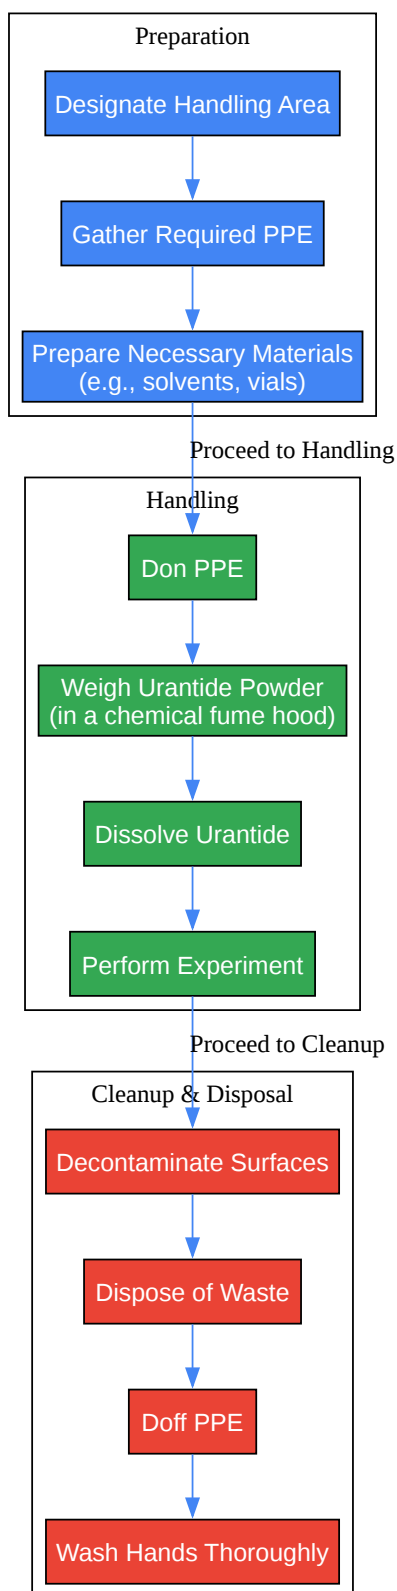 Preparation
Designate Handling Area
Gather Required PPE
Prepare Necessary Materials
(e.g., solvents, vials)
Proceed to Handling
Handling
Don PPE
Weigh Urantide Powder
(in a chemical fume hood)
Dissolve Urantide
Perform Experiment
Proceed to Cleanup
Cleanup & Disposal
Decontaminate Surfaces
Dispose of Waste
Doff PPE
Wash Hands Thoroughly